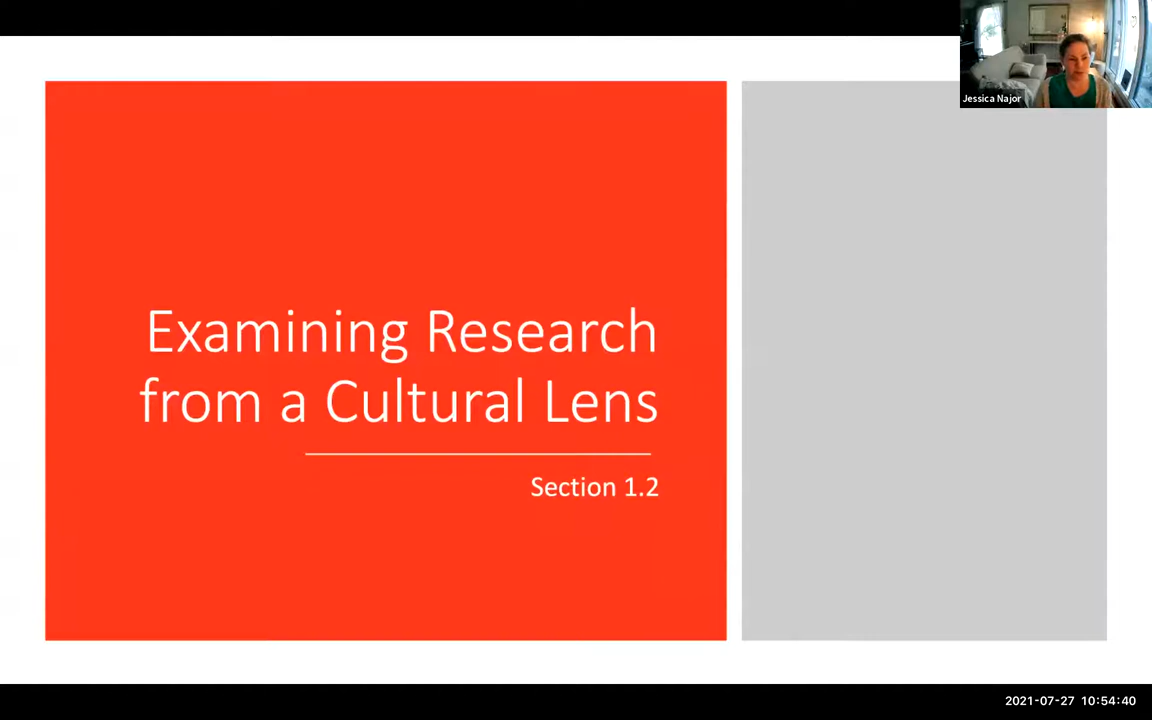 Jessica Najor
Examining Research
from a Cultural Lens
Section 1.2
2021-07-27 10:54:40